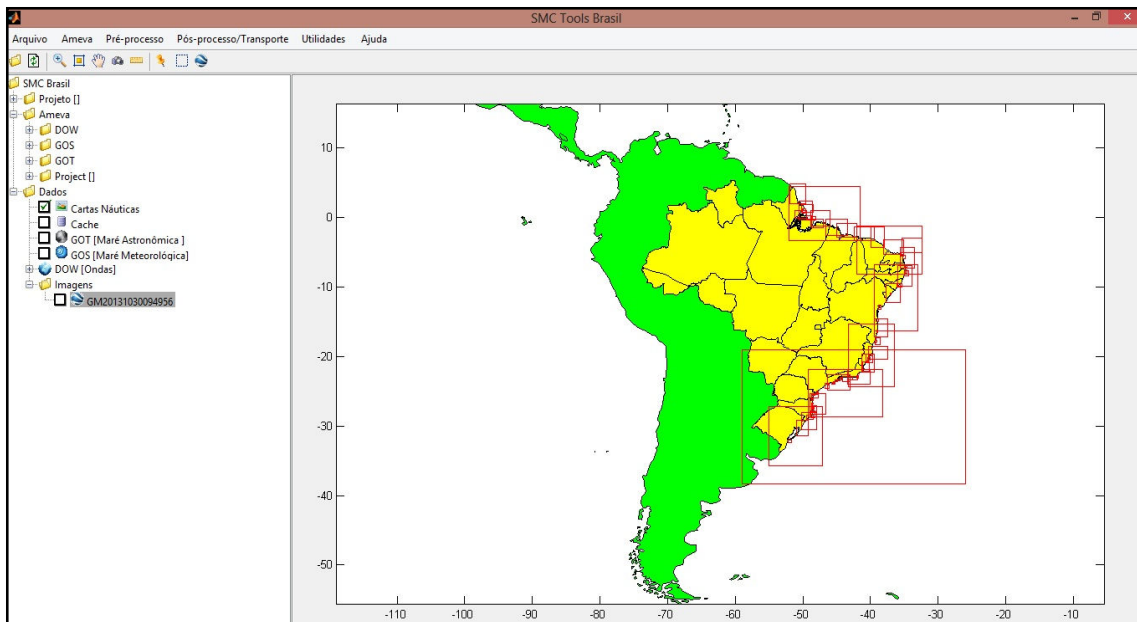 SMC Tools Brasil
Arquivo Ameva Pré-processo Pós-processo/Transporte Utilidades Ajuda
SMC Brasil
Projeto []
Ameva
DOW
GOS
GOT
Project []
Dados
Cartas Náuticas
Cache
GOT [Maré Astronômica ]
GOS [Maré Meteorológica]
DOW [Ondas]
Imagens
GM20131030094956
10
0
-10
-20
-30
-40
-50
-110 -100 -90 -80 -70 -60 -50 -40 -30 -20 -10